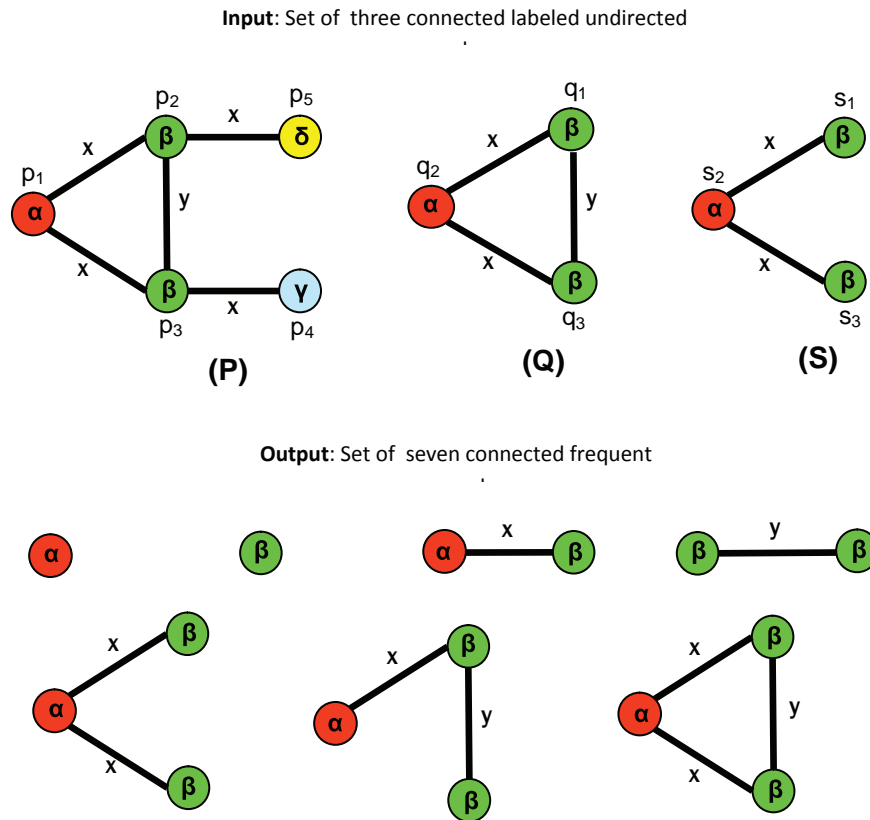 Input: Set of three connected labeled undirected
p2 p5 q1 s1
β x δ β β
x x x
p1 q2 s2
y y
α α α
x x x
β x γ β β
p3 p4 q3 s3
(P) (Q) (S)
Output: Set of seven connected frequent
α β α x β β y β
β β β
x x x
α α y α y
x x
β β β